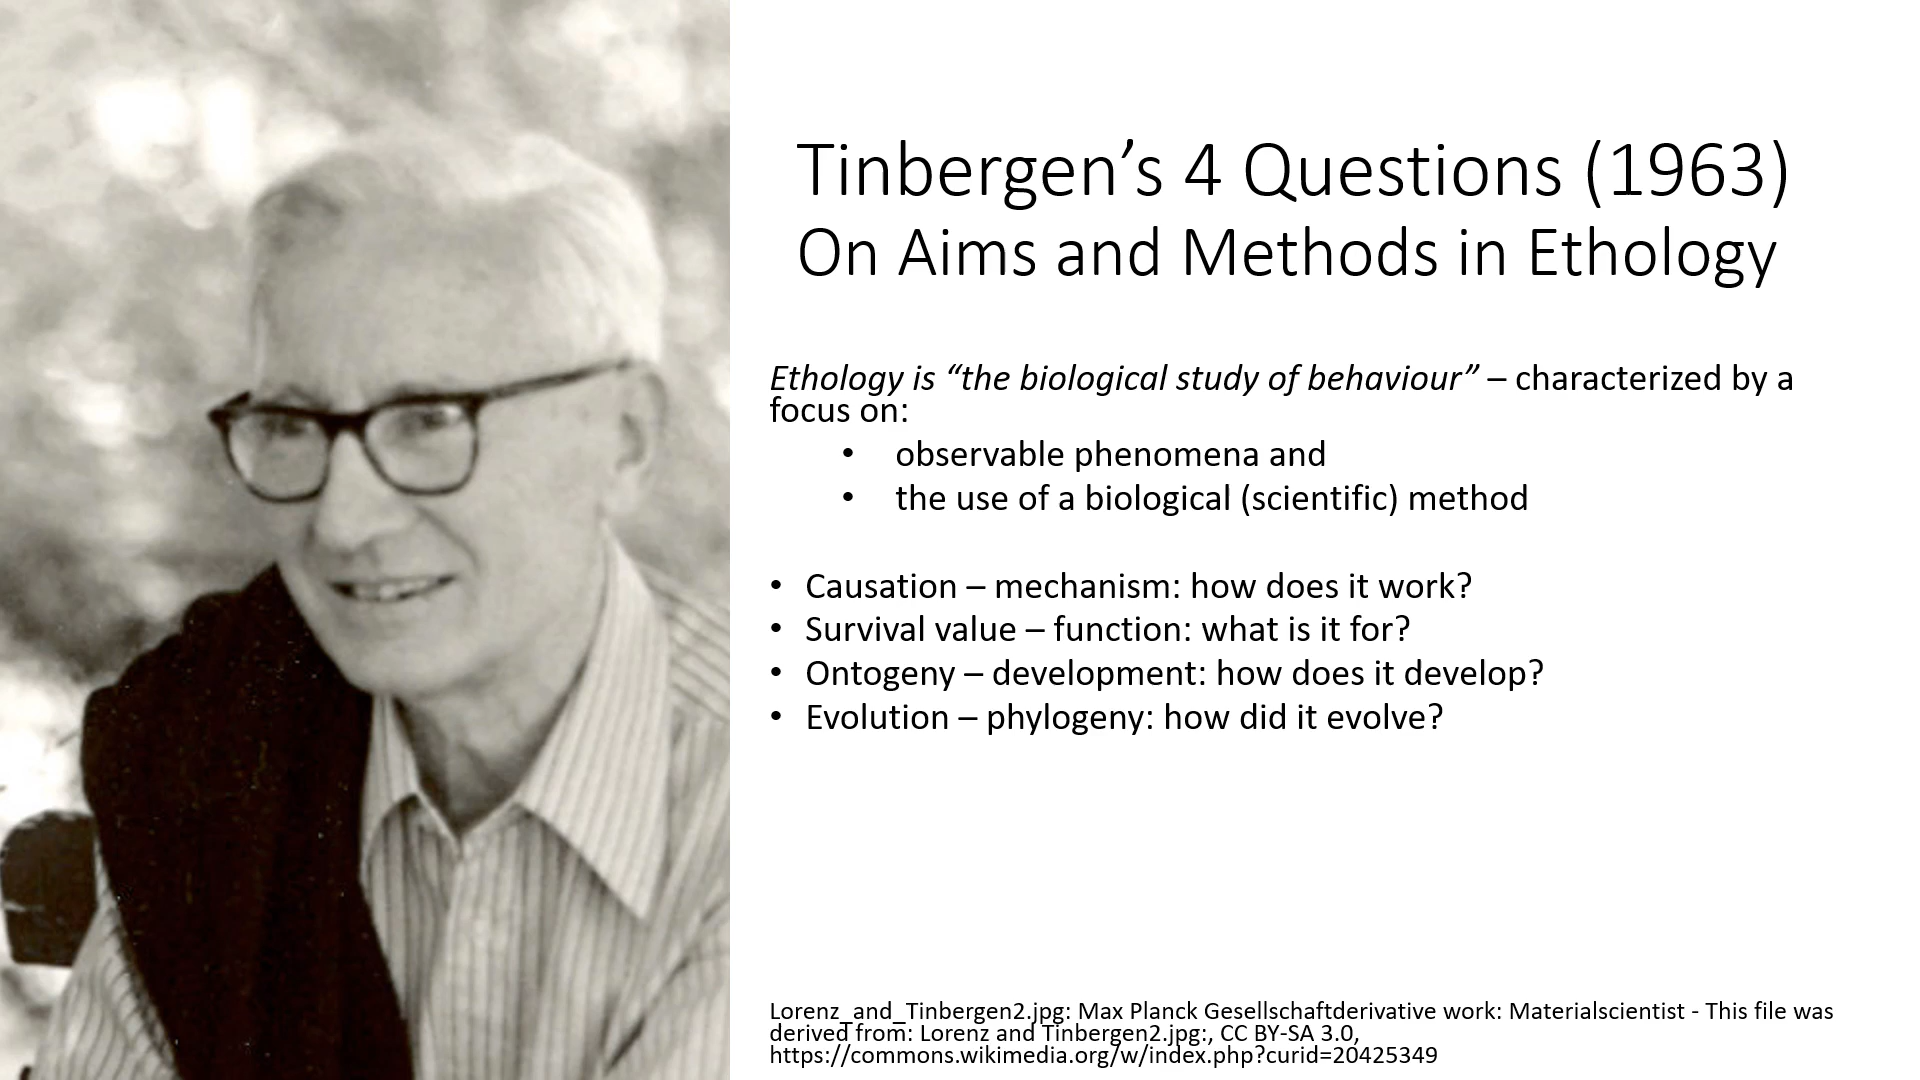 Tinbergen’s 4 Questions (1963)
On Aims and Methods in Ethology
Ethology is “the biological study of behaviour” – characterized by a
focus on:
• observable phenomena and
• the use of a biological (scientific) method
• Causation – mechanism: how does it work?
• Survival value – function: what is it for?
• Ontogeny – development: how does it develop?
• Evolution – phylogeny: how did it evolve?
Lorenz_and_Tinbergen2.jpg: Max Planck Gesellschaftderivative work: Materialscientist - This file was
derived from: Lorenz and Tinbergen2.jpg:, CC BY-SA 3.0,
https://commons.wikimedia.org/w/index.php?curid=20425349